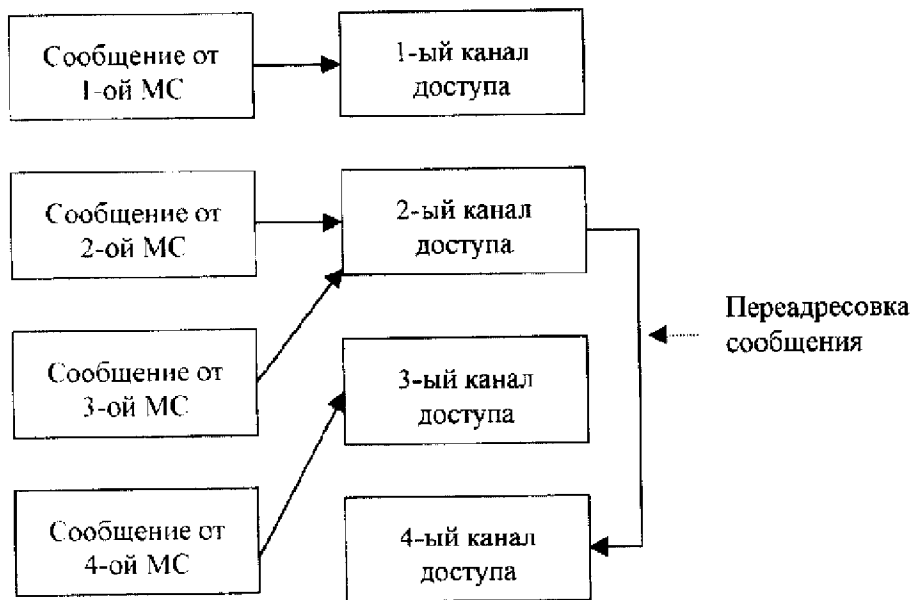 Сообщение от
1-ой МС
1-ый канал
доступа
Сообщение от
2-ой МС
2-ый канал
доступа
Переадресовка
сообщения
Сообщение от
3-ой МС
3-ый канал
доступа
Сообщение от
4-ой МС
4-ый канал
доступа